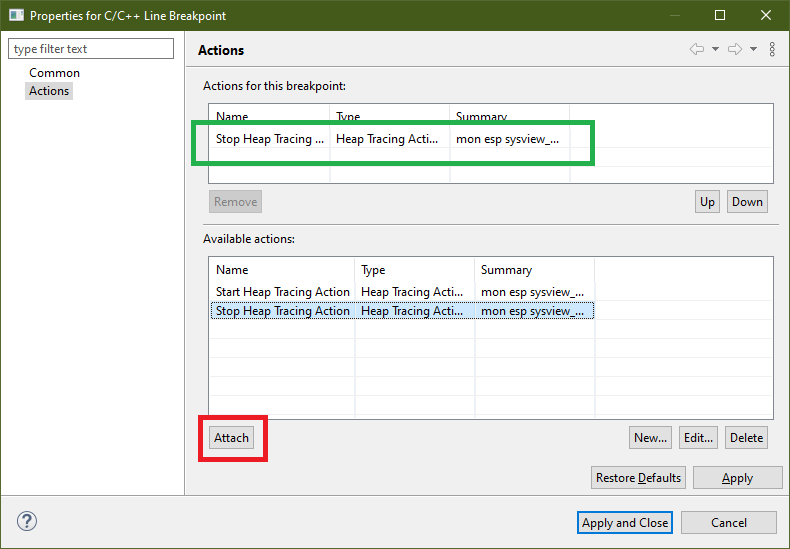 Properties for C/C++ Line Breakpoint
type filter text
Common
Actions
Actions
Actions for this breakpoint:
Name Type Summary
Stop Heap Tracing ... Heap Tracing Acti... mon esp sysview_...
Remove Up Down
Available actions:
Name Type Summary
Start Heap Tracing Action Heap Tracing Acti... mon esp sysview_...
Stop Heap Tracing Action Heap Tracing Acti... mon esp sysview_...
Attach New... Edit... Delete
Restore Defaults Apply
? Apply and Close Cancel